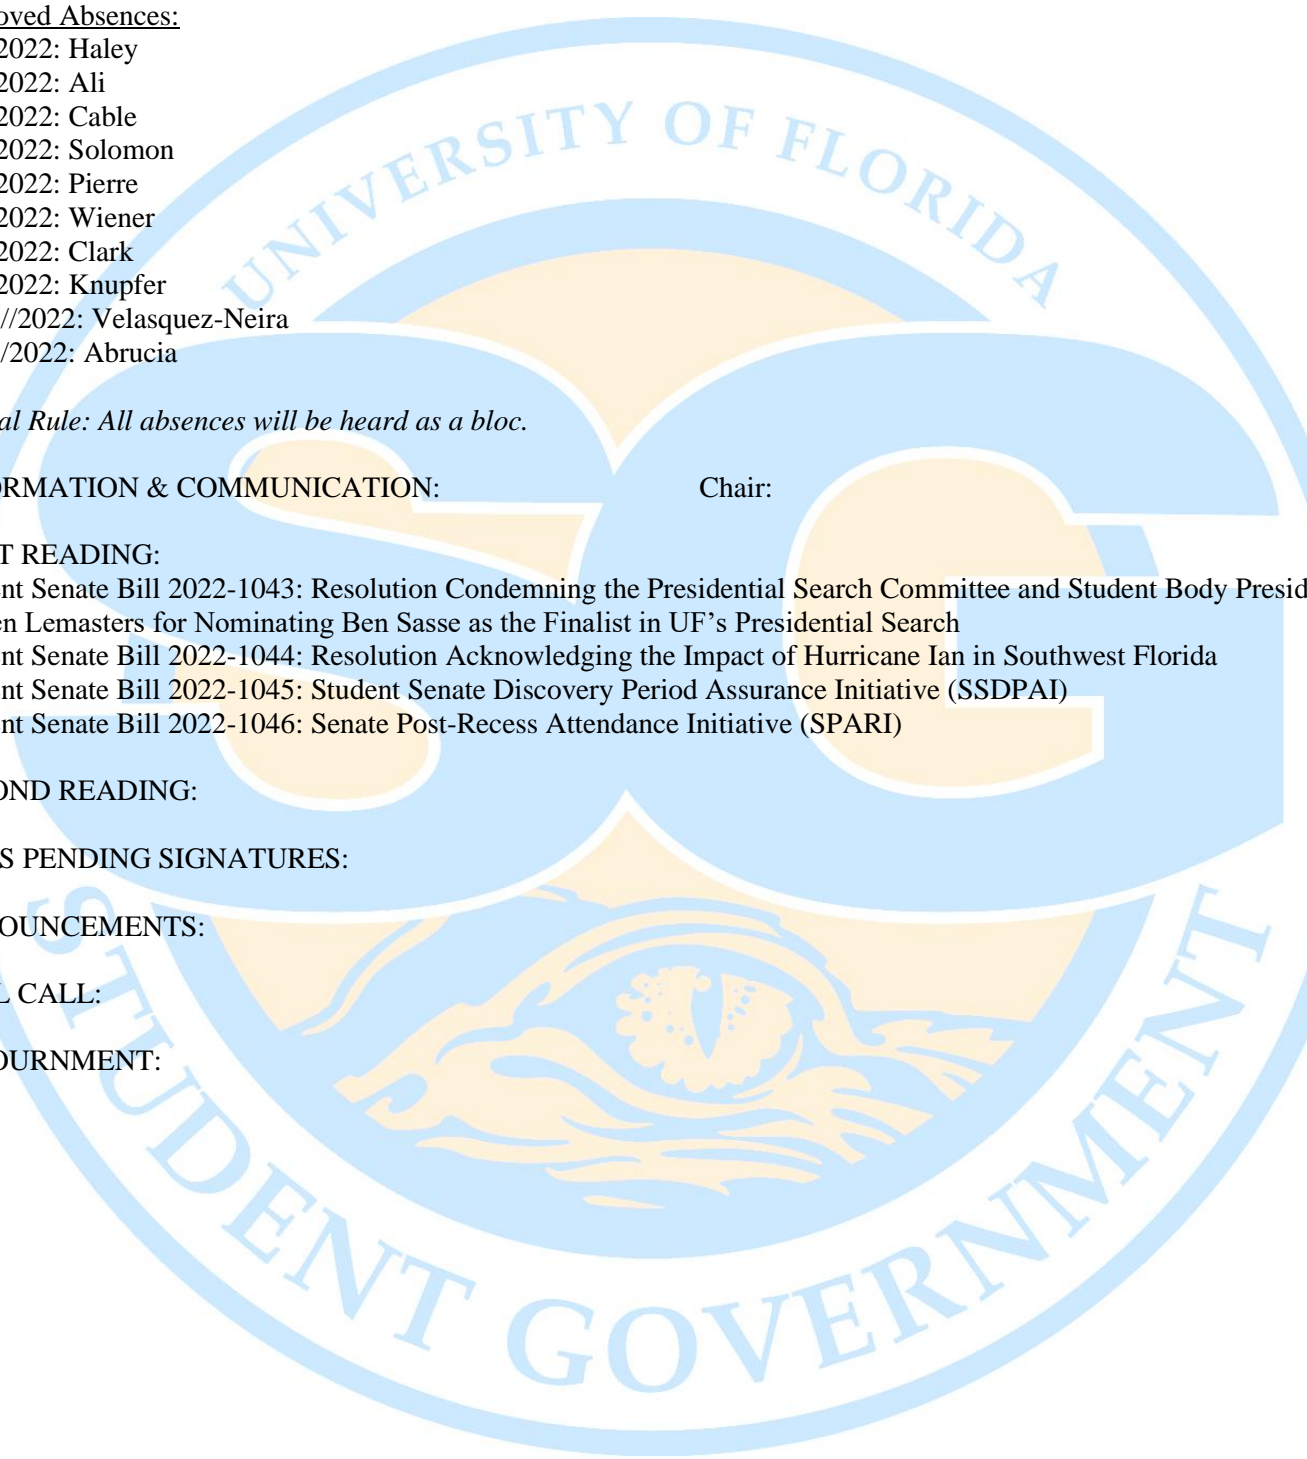 oved Absences:
2022: Haley
2022: Ali
2022: Cable
2022: Solomon
2022: Pierre
2022: Wiener
2022: Clark
2022: Knupfer
//2022: Velasquez-Neira
/2022: Abrucia
al Rule: All absences will be heard as a bloc.
ORMATION & COMMUNICATION: Chair:
T READING:
nt Senate Bill 2022-1043: Resolution Condemning the Presidential Search Committee and Student Body Presid
en Lemasters for Nominating Ben Sasse as the Finalist in UF’s Presidential Search
nt Senate Bill 2022-1044: Resolution Acknowledging the Impact of Hurricane Ian in Southwest Florida
nt Senate Bill 2022-1045: Student Senate Discovery Period Assurance Initiative (SSDPAI)
nt Senate Bill 2022-1046: Senate Post-Recess Attendance Initiative (SPARI)
OND READING:
S PENDING SIGNATURES:
OUNCEMENTS:
L CALL:
OURNMENT:
UNIVERSITY OF FLORIDA
SG
STUDENT GOVERNMENT